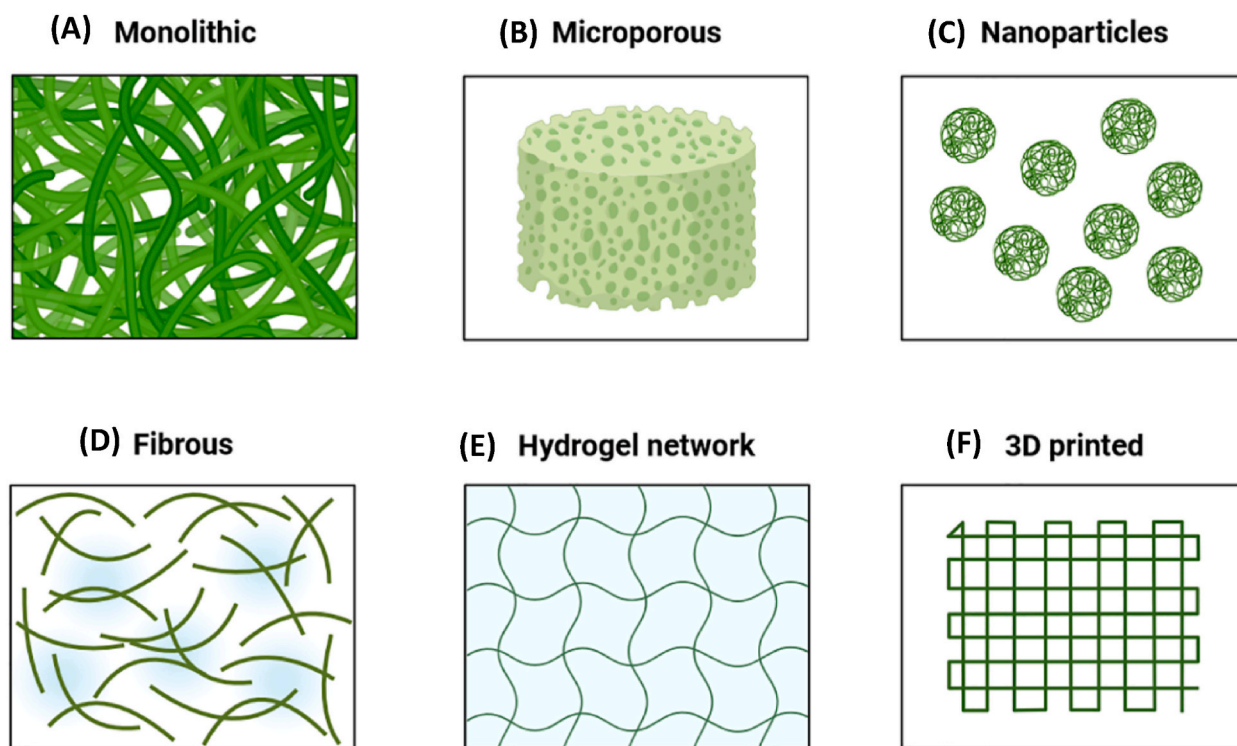 (A) Monolithic
(B) Microporous
(C) Nanoparticles
(D) Fibrous
(E) Hydrogel network
(F) 3D printed